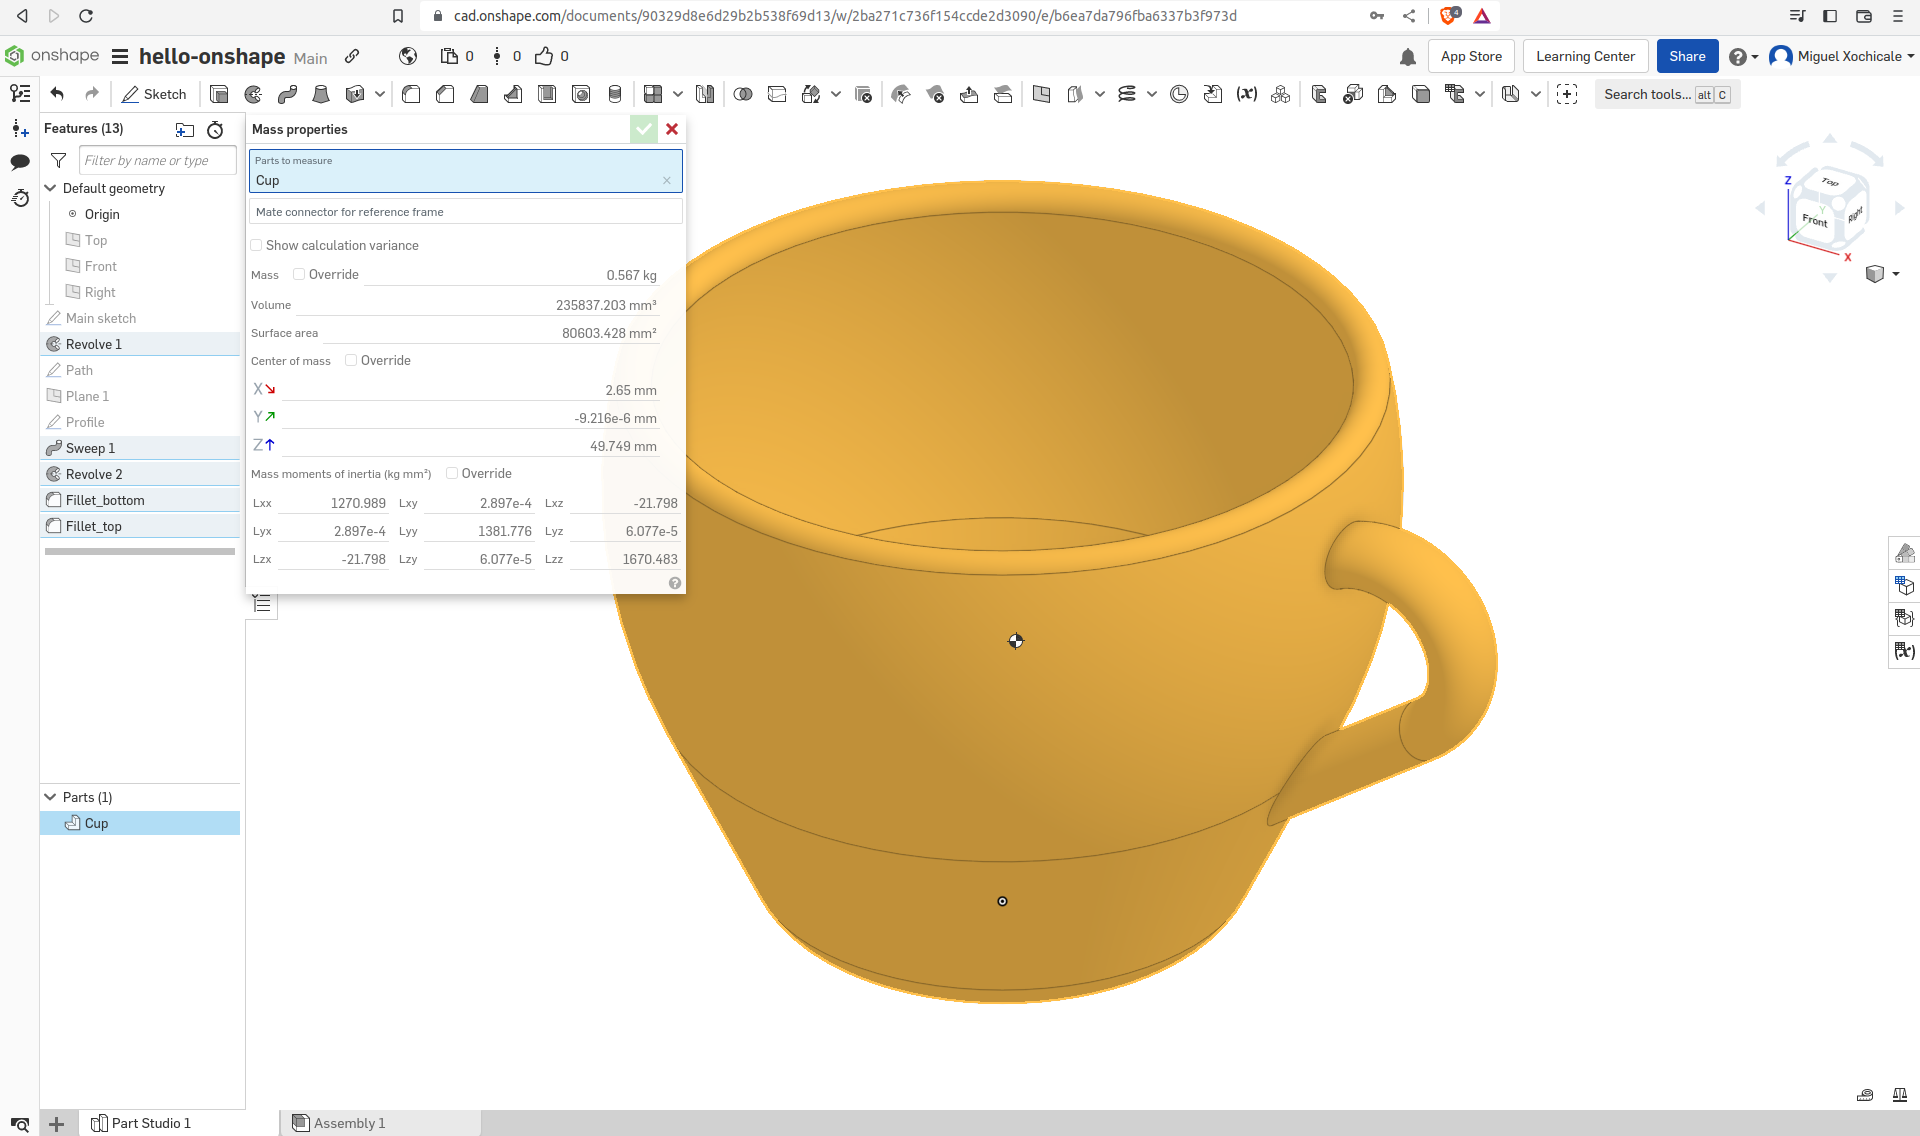 cad.onshape.com/documents/90329d8e6d29b2b538f69d13/w/2ba271c736f154ccde2d3090/e/b6ea7da796fba6337b3f973d
4
onshape hello-onshape Main 0 0 0 App Store Learning Center Share Miguel Xochicale
Sketch (x) Search tools... alt C
Features (13)
Filter by name or type
Default geometry
Origin
Top
Front
Right
Main sketch
Revolve 1
Path
Plane 1
Profile
Sweep 1
Revolve 2
Fillet_bottom
Fillet_top
Parts (1)
Cup
Mass properties
Parts to measure
Cup
Mate connector for reference frame
Show calculation variance
Mass Override 0.567 kg
Volume 235837.203 mm³
Surface area 80603.428 mm²
Center of mass Override
X 2.65 mm
Y -9.216e-6 mm
Z 49.749 mm
Mass moments of inertia (kg mm²) Override
Lxx 1270.989 Lxy 2.897e-4 Lxz -21.798
Lyx 2.897e-4 Lyy 1381.776 Lyz 6.077e-5
Lzx -21.798 Lzy 6.077e-5 Lzz 1670.483
Z
Top
Y
Front
Right
X
(x)
Part Studio 1
Assembly 1